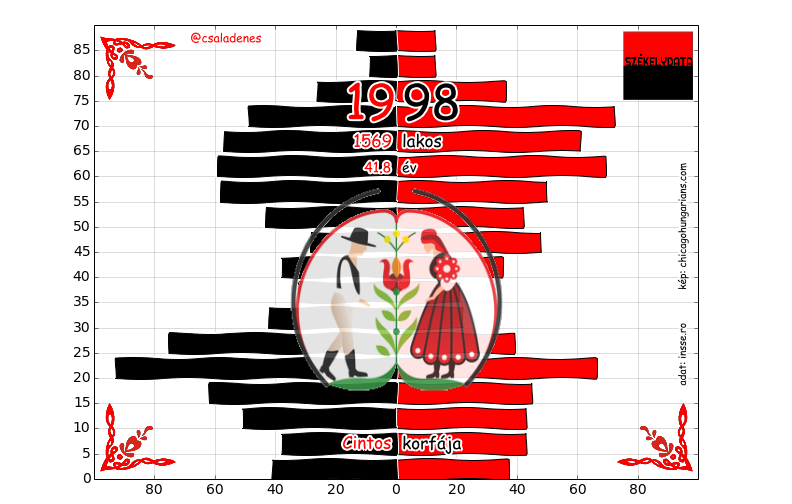 @csaladenes
SZÉKELYDATA
1998
1569 lakos
41.8 év
kép: chicagohungarians.com
adat: insse.ro
Cintos korfája
85
80
75
70
65
60
55
50
45
40
35
30
25
20
15
10
5
0
80 60 40 20 0 20 40 60 80